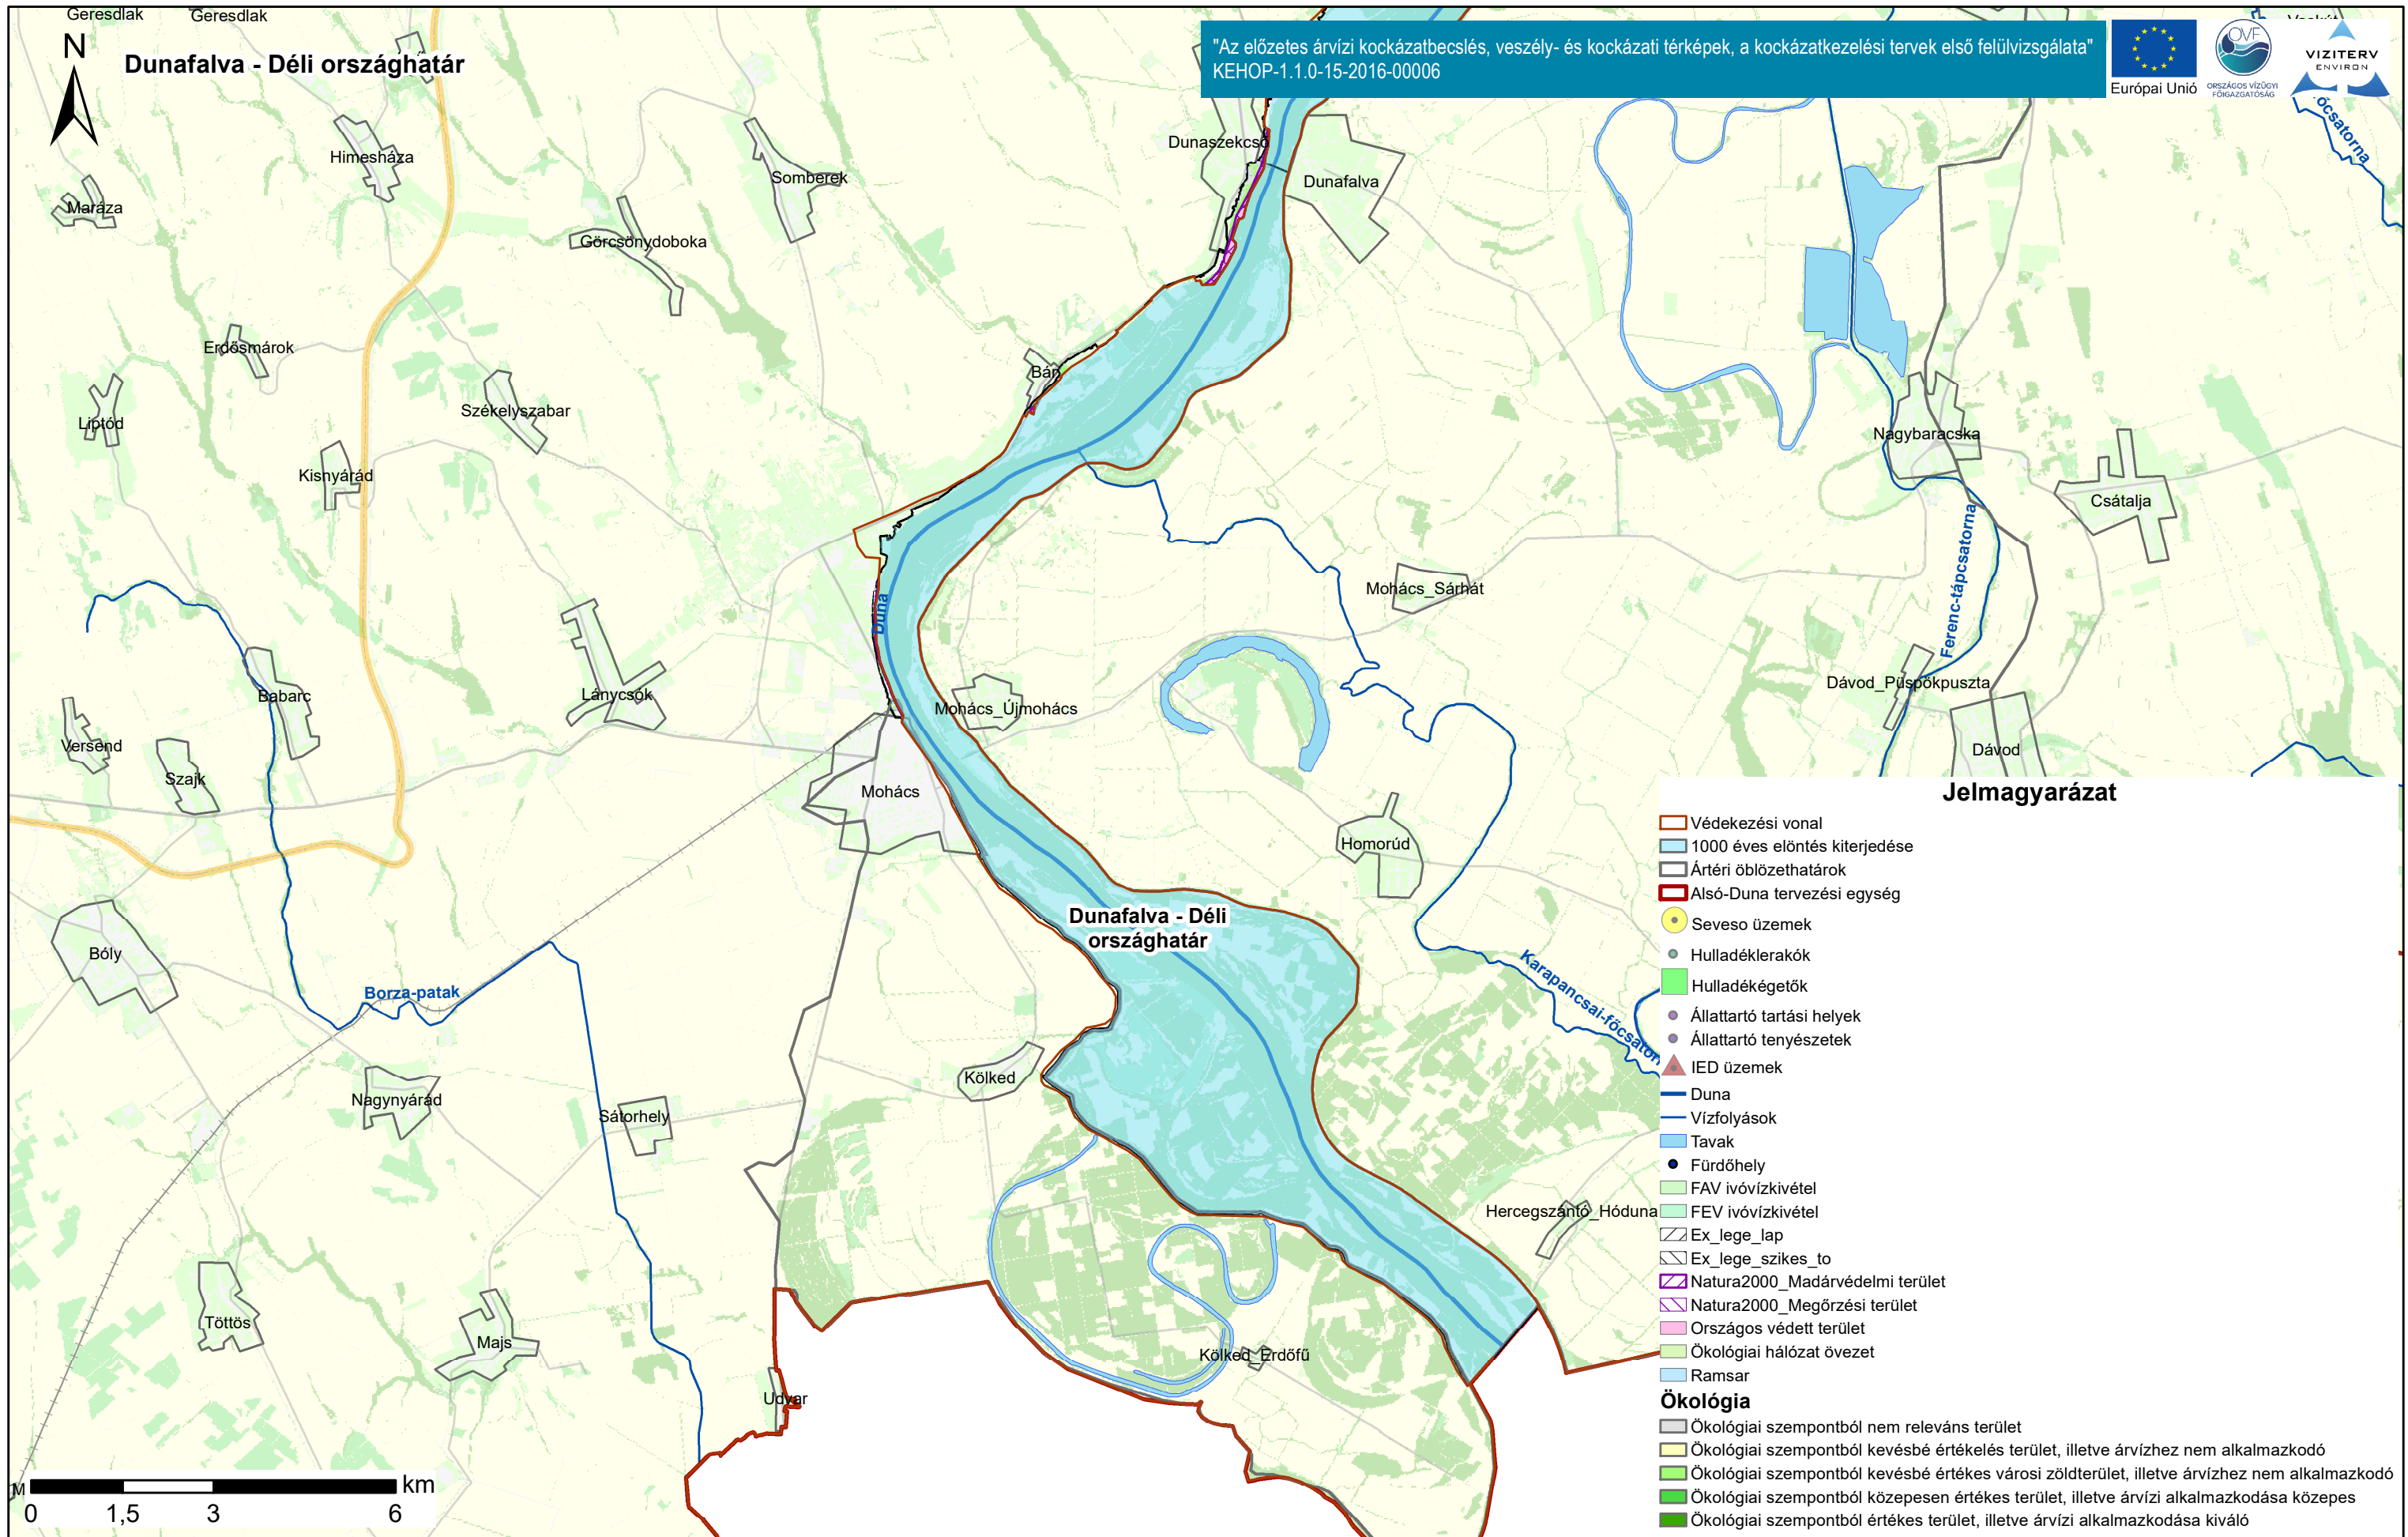 Geresdlak
Geresdlak
N
Dunafalva - Déli országhatár
"Az előzetes árvízi kockázatbecslés, veszély- és kockázati térképek, a kockázatkezelési tervek első felülvizsgálata"
KEHOP-1.1.0-15-2016-00006
Európai Unió
OVF
ORSZÁGOS VÍZÜGYI
FŐIGAZGATÓSÁG
VIZITERV
ENVIRON
Himesháza
Maráza
Somberek
Görcsönydoboka
Dunaszekcső
Dunafalva
Erdősmárok
Liptód
Székelyszabar
Kisnyárád
Bár
Nagybaracska
Csátalja
Ferenc-tápcsatorna
Mohács_Sárhát
Duna
Babarc
Lánycsók
Mohács_Újmohács
Dávod_Püspökpuszta
Versend
Szajk
Dávod
Mohács
Homorúd
Dunafalva - Déli
országhatár
Bóly
Borza-patak
Nagynyárád
Sátorhely
Kölked
Hercegszántó_Hóduna
Töttös
Majs
Kölked_Erdőfű
Udvar
M
km
0
1,5
3
6
Jelmagyarázat
Védekezési vonal
1000 éves elöntés kiterjedése
Ártéri öblözethatárok
Alsó-Duna tervezési egység
Seveso üzemek
Hulladéklerakók
Hulladékégetők
Állattartó tartási helyek
Állattartó tenyészetek
IED üzemek
Duna
Vízfolyások
Tavak
Fürdőhely
FAV ivóvízkivétel
FEV ivóvízkivétel
Ex_lege_lap
Ex_lege_szikes_to
Natura2000_Madárvédelmi terület
Natura2000_Megőrzési terület
Országos védett terület
Ökológiai hálózat övezet
Ramsar
Ökológia
Ökológiai szempontból nem releváns terület
Ökológiai szempontból kevésbé értékelés terület, illetve árvízhez nem alkalmazkodó
Ökológiai szempontból kevésbé értékes városi zöldterület, illetve árvízhez nem alkalmazkodó
Ökológiai szempontból közepesen értékes terület, illetve árvízi alkalmazkodása közepes
Ökológiai szempontból értékes terület, illetve árvízi alkalmazkodása kiváló